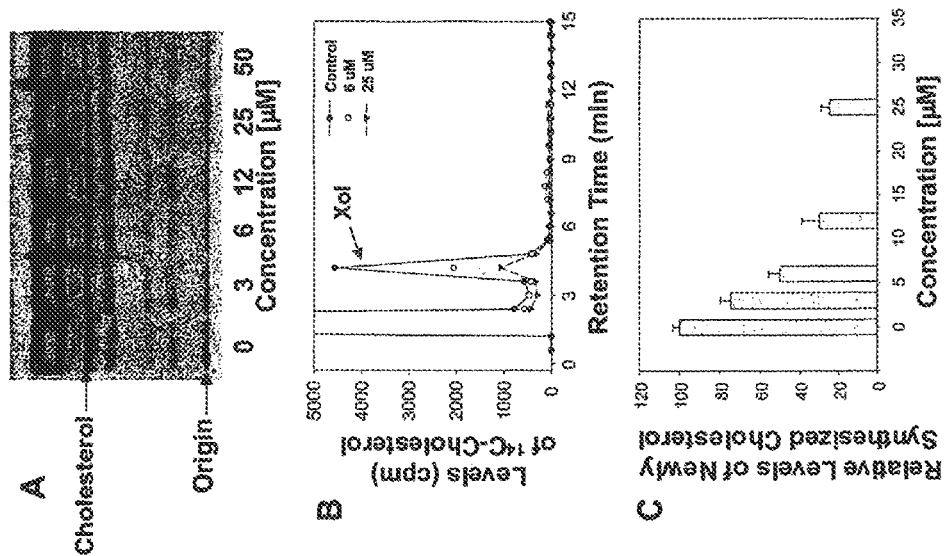 A
Cholesterol
Origin
0 3 6 12 25 50
Concentration [µM]
B
Levels (cpm)
of ¹⁴C-Cholesterol
5000
4000
2000
1000
0
Xol
Control
6 uM
25 uM
0 3 6 9 12 15
Retention Time (min)
C
Relative Levels of Newly
Synthesized Cholesterol
120
100
80
60
40
20
0
0 5 10 15 20 25 30 35
Concentration [µM]